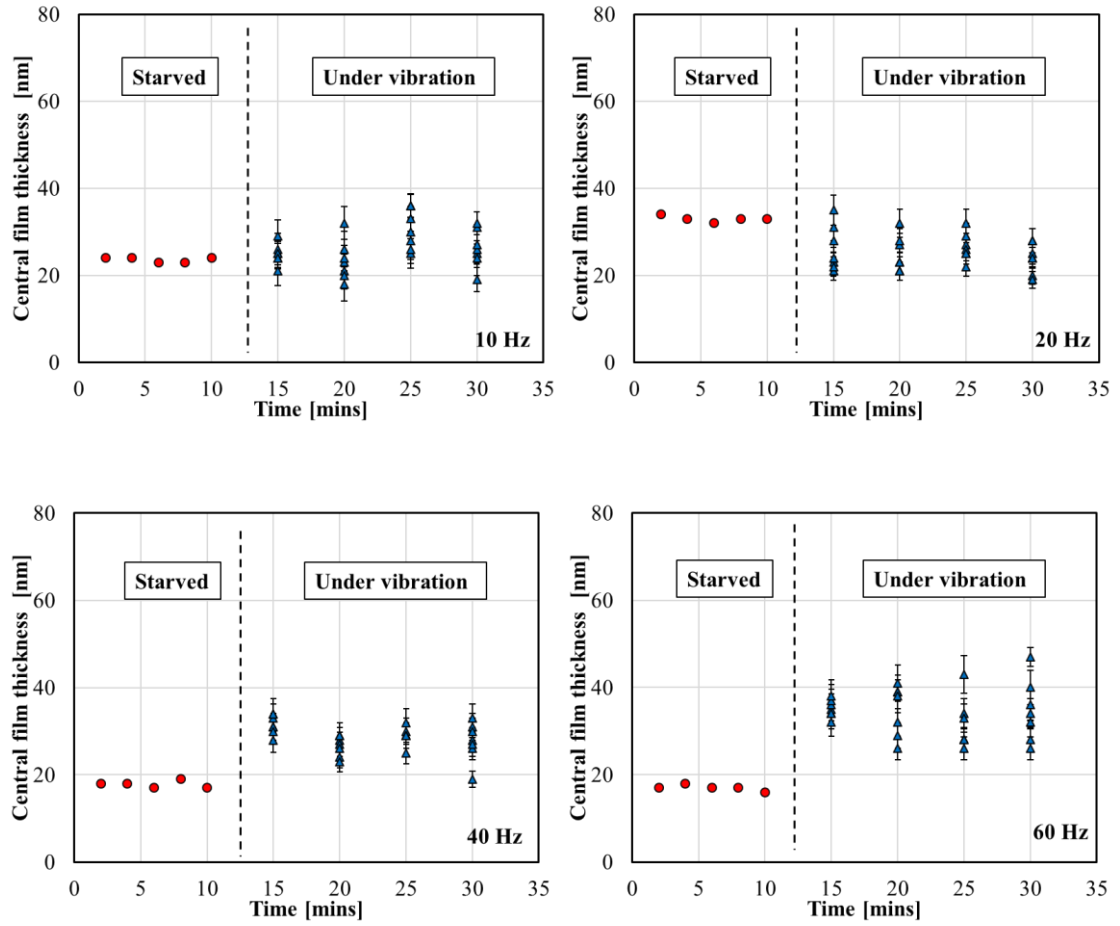 Central film thickness [nm]
80
60
40
20
0
Starved
Under vibration
10 Hz
0 5 10 15 20 25 30 35
Time [mins]
Central film thickness [nm]
80
60
40
20
0
Starved
Under vibration
20 Hz
0 5 10 15 20 25 30 35
Time [mins]
Central film thickness [nm]
80
60
40
20
0
Starved
Under vibration
40 Hz
0 5 10 15 20 25 30 35
Time [mins]
Central film thickness [nm]
80
60
40
20
0
Starved
Under vibration
60 Hz
0 5 10 15 20 25 30 35
Time [mins]